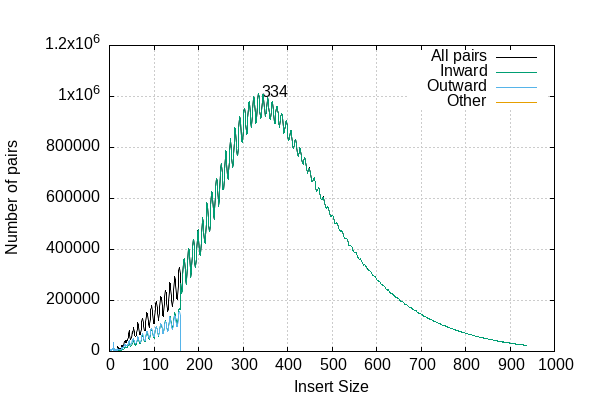 1.2x10^6
1x10^6
800000
600000
400000
200000
0
Number of pairs
All pairs
Inward
Outward
Other
334
0 100 200 300 400 500 600 700 800 900 1000
Insert Size